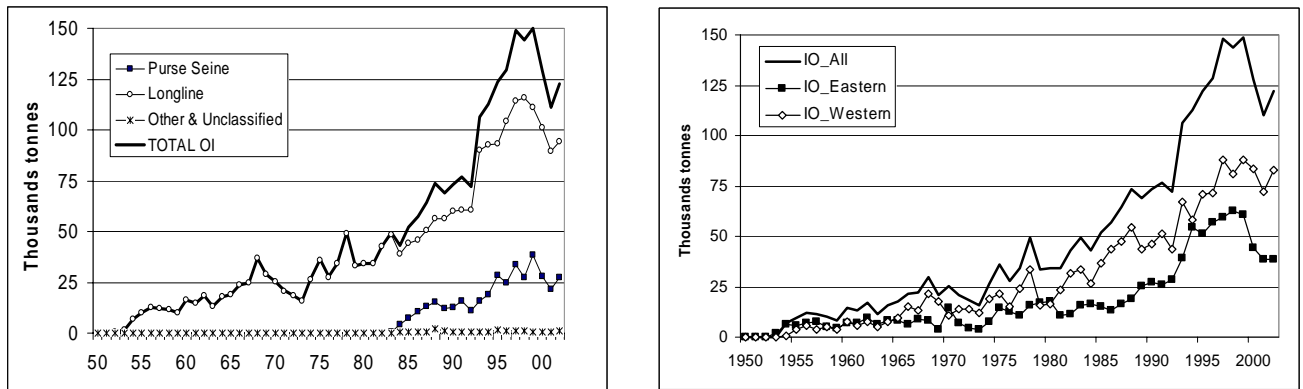 150
125
100
75
50
25
0
Thousands tonnes
Purse Seine
Longline
Other & Unclassified
TOTAL OI
50 55 60 65 70 75 80 85 90 95 00
150
125
100
75
50
25
0
Thousands tonnes
IO_All
IO_Eastern
IO_Western
1950 1955 1960 1965 1970 1975 1980 1985 1990 1995 2000